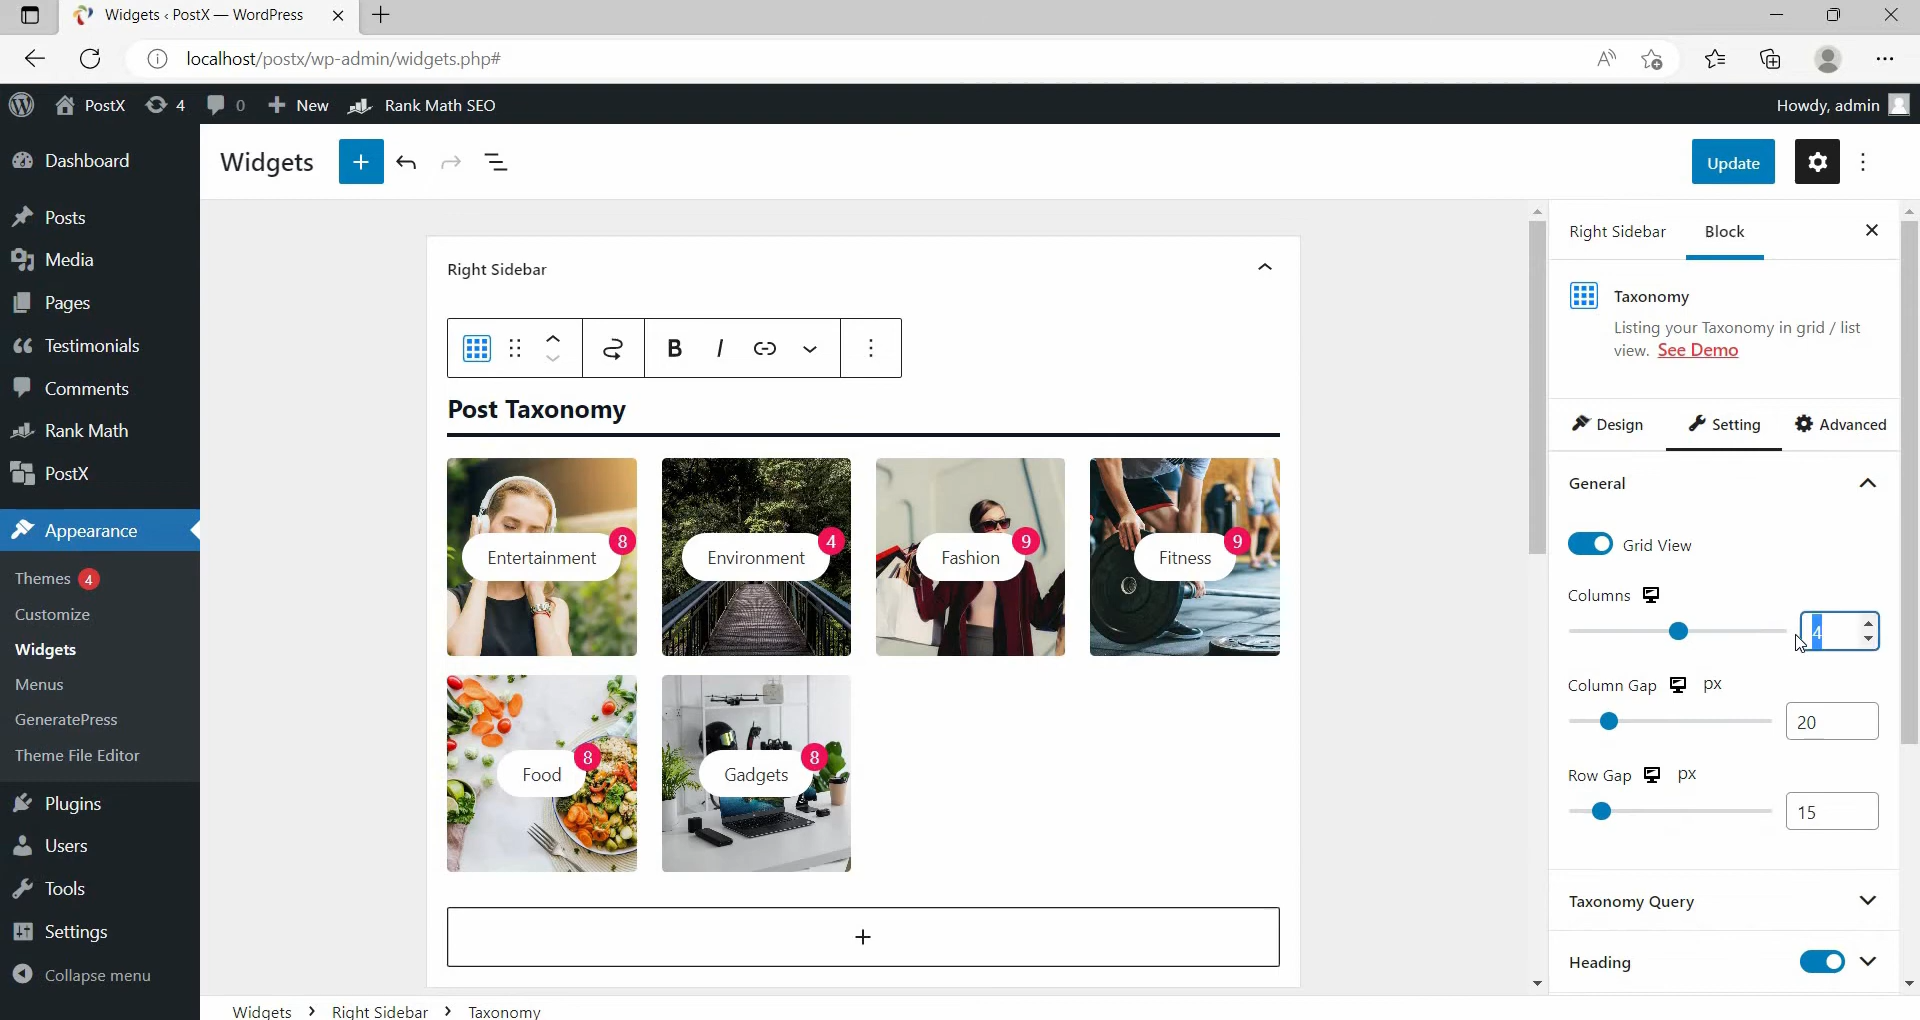 Widgets ‹ PostX — WordPress
localhost/postx/wp-admin/widgets.php#
PostX 4 0 New Rank Math SEO Howdy, admin
Dashboard
Posts
Media
Pages
Testimonials
Comments
Rank Math
PostX
Appearance
Themes 4
Customize
Widgets
Menus
GeneratePress
Theme File Editor
Plugins
Users
Tools
Settings
Collapse menu
Widgets
Update
Right Sidebar
B I
Post Taxonomy
Entertainment 8
Environment 4
Fashion 9
Fitness 9
Food 8
Gadgets 8
+
Widgets > Right Sidebar > Taxonomy
Right Sidebar Block
Taxonomy
Listing your Taxonomy in grid / list
view. See Demo
Design Setting Advanced
General
Grid View
Columns
4
Column Gap px
20
Row Gap px
15
Taxonomy Query
Heading